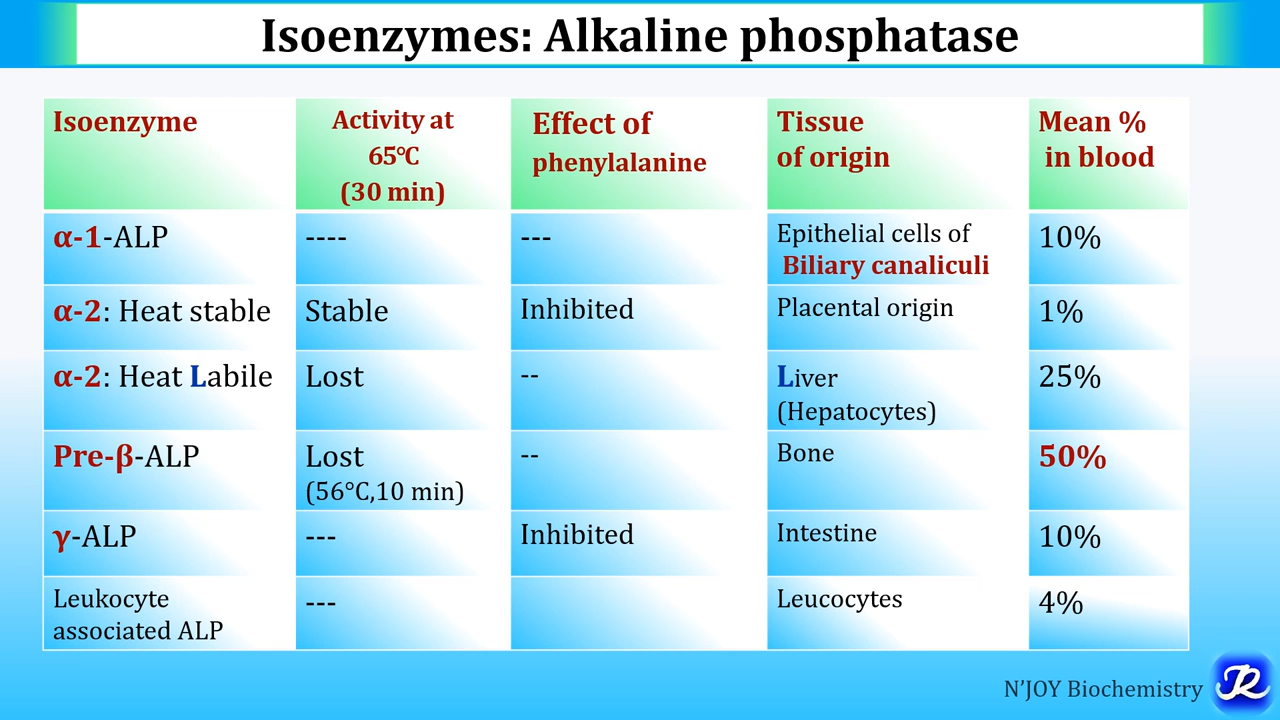 Isoenzymes: Alkaline phosphatase
Isoenzyme
Activity at
65°C
(30 min)
Effect of
phenylalanine
Tissue
of origin
Mean %
in blood
α-1-ALP
----
---
Epithelial cells of
Biliary canaliculi
10%
α-2: Heat stable
Stable
Inhibited
Placental origin
1%
α-2: Heat Labile
Lost
--
Liver
(Hepatocytes)
25%
Pre-β-ALP
Lost
(56°C,10 min)
--
Bone
50%
γ-ALP
---
Inhibited
Intestine
10%
Leukocyte
associated ALP
---
Leucocytes
4%
N'JOY Biochemistry